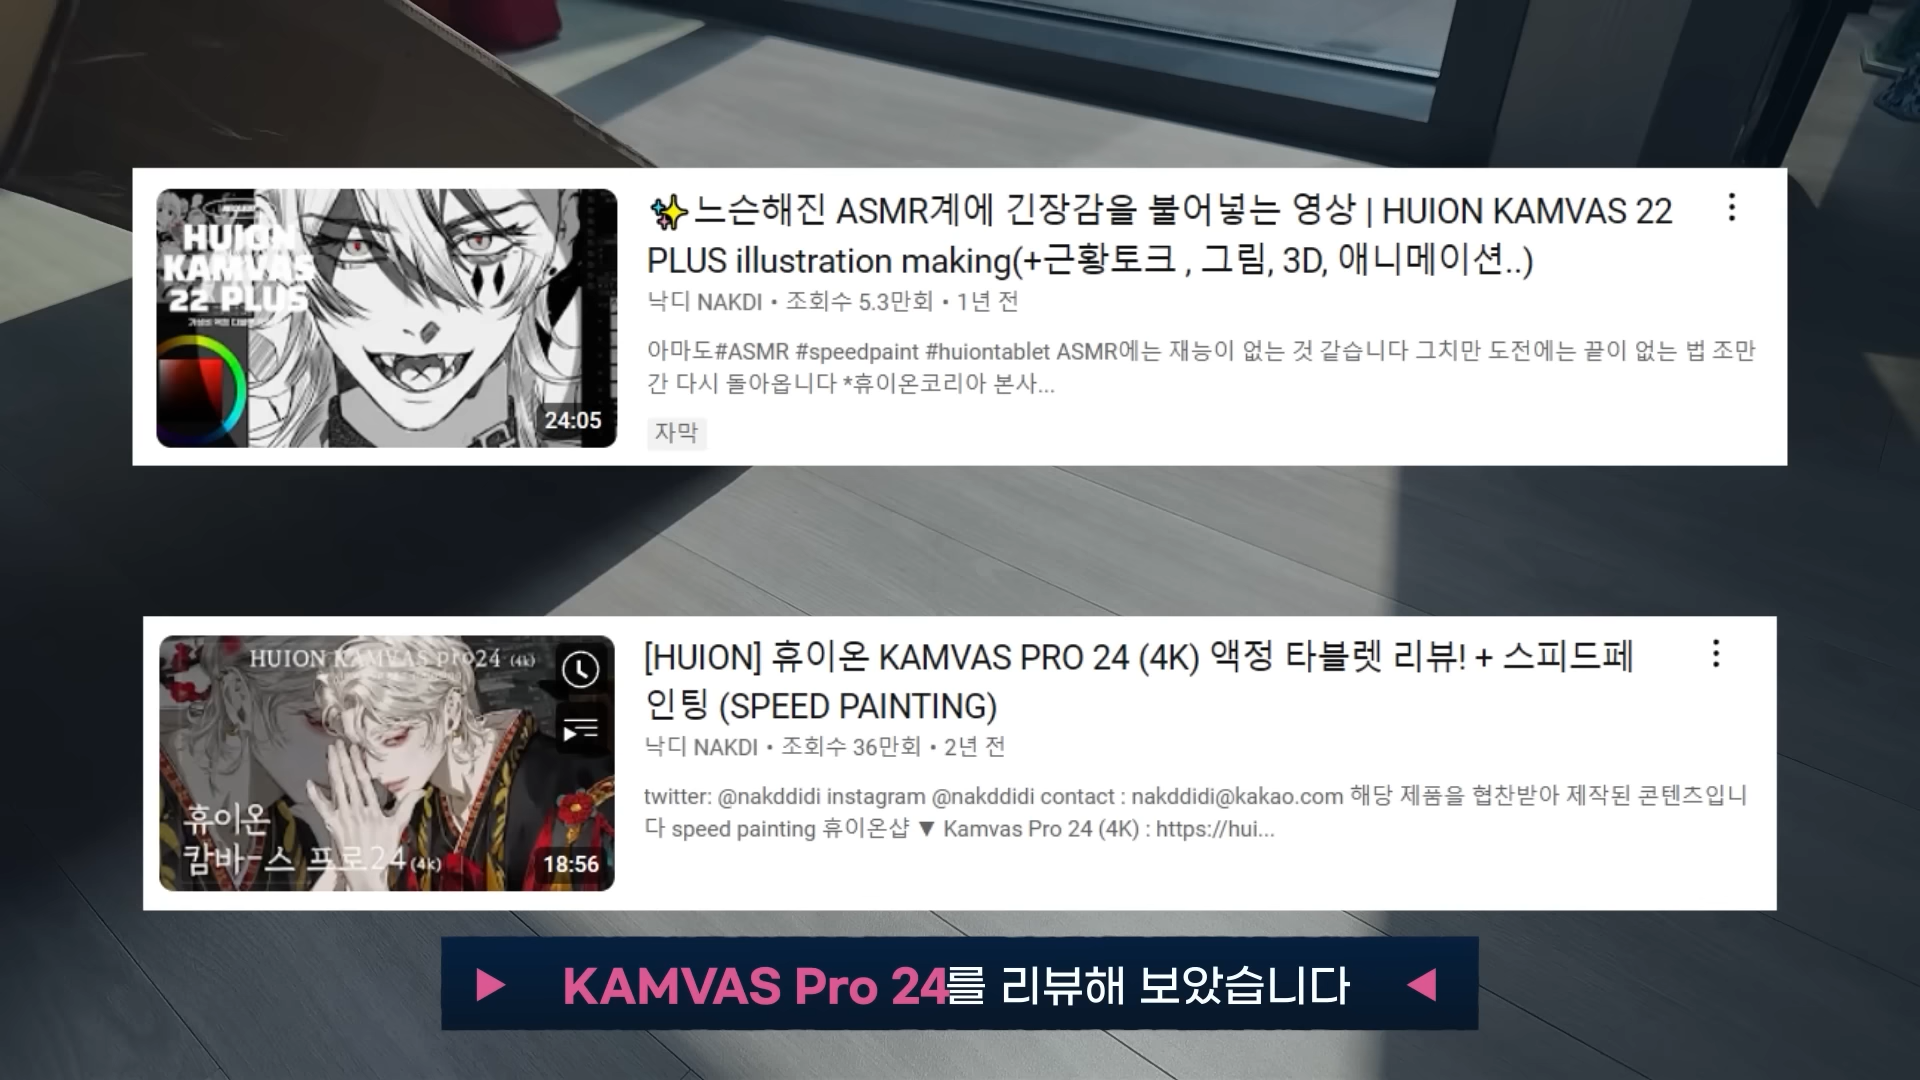 HUION
KAMVAS
22 PLUS
24:05
✨느슨해진 ASMR계에 긴장감을 불어넣는 영상 | HUION KAMVAS 22
PLUS illustration making(+근황토크 , 그림, 3D, 애니메이션..)
낙디 NAKDI • 조회수 5.3만회 • 1년 전
아마도#ASMR #speedpaint #huiontablet ASMR에는 재능이 없는 것 같습니다 그치만 도전에는 끝이 없는 법 조만
간 다시 돌아옵니다 *휴이온코리아 본사...
자막
HUION KAMVAS pro24 (4k)
휴이온
캄바-스 프로24(4k)
18:56
[HUION] 휴이온 KAMVAS PRO 24 (4K) 액정 타블렛 리뷰! + 스피드페
인팅 (SPEED PAINTING)
낙디 NAKDI • 조회수 36만회 • 2년 전
twitter: @nakddidi instagram @nakddidi contact : nakddidi@kakao.com 해당 제품을 협찬받아 제작된 콘텐츠입니
다 speed painting 휴이온샵 ▼ Kamvas Pro 24 (4K) : https://hui...
KAMVAS Pro 24를 리뷰해 보았습니다